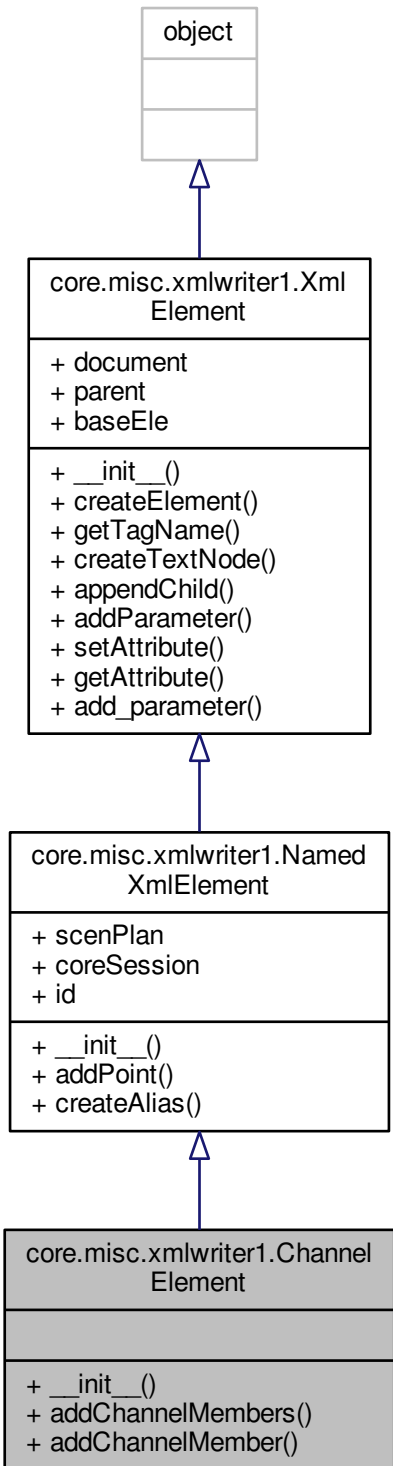 object
core.misc.xmlwriter1.Xml
Element
+ document
+ parent
+ baseEle
+ __init__()
+ createElement()
+ getTagName()
+ createTextNode()
+ appendChild()
+ addParameter()
+ setAttribute()
+ getAttribute()
+ add_parameter()
core.misc.xmlwriter1.Named
XmlElement
+ scenPlan
+ coreSession
+ id
+ __init__()
+ addPoint()
+ createAlias()
core.misc.xmlwriter1.Channel
Element
+ __init__()
+ addChannelMembers()
+ addChannelMember()